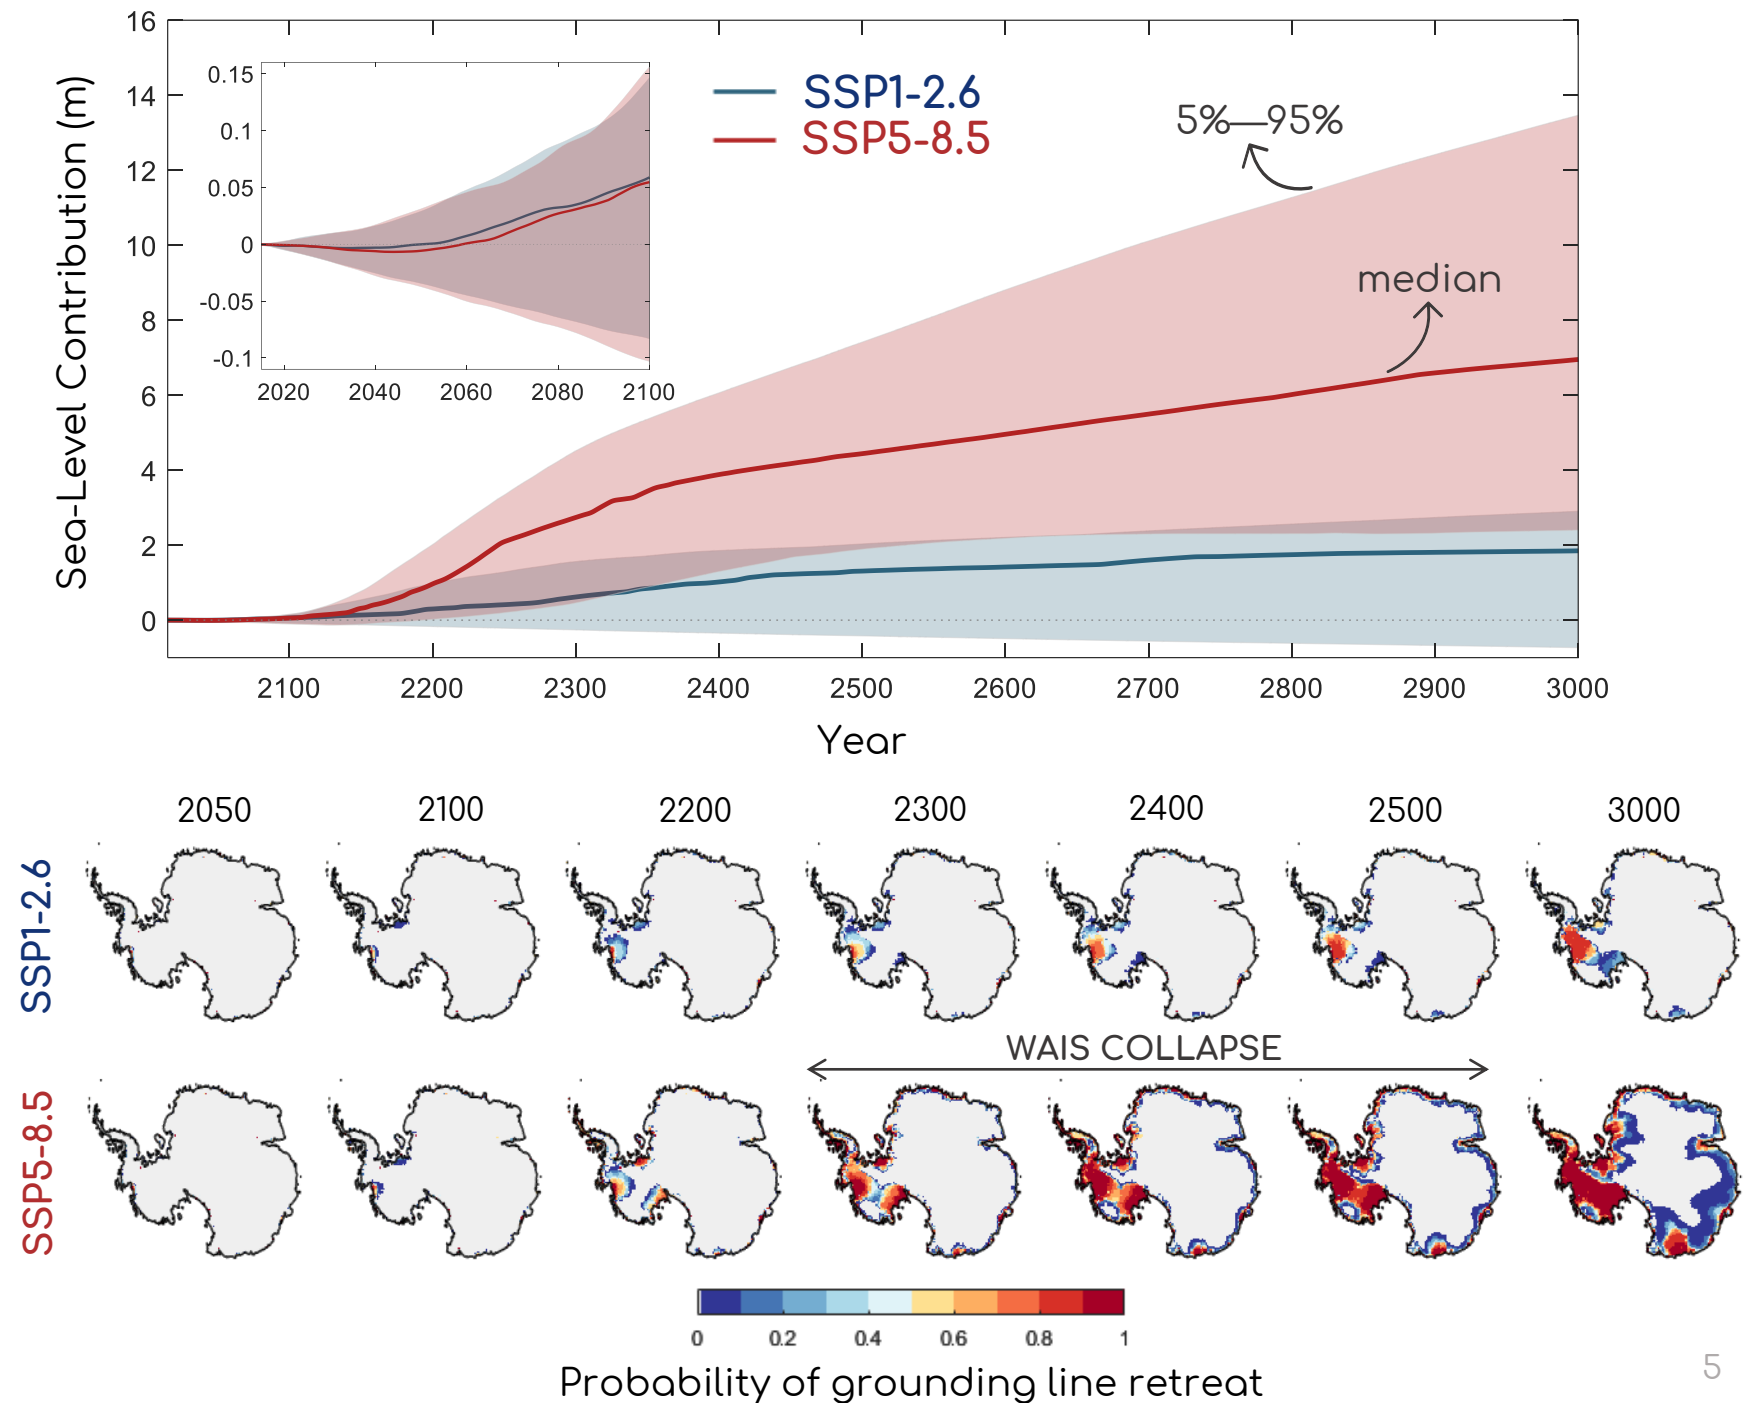 Sea-Level Contribution (m)
16
14
12
10
8
6
4
2
0
0.15
0.1
0.05
0
-0.05
-0.1
2020 2040 2060 2080 2100
SSP1-2.6
SSP5-8.5
5%—95%
median
2100 2200 2300 2400 2500 2600 2700 2800 2900 3000
Year
2050 2100 2200 2300 2400 2500 3000
SSP1-2.6
WAIS COLLAPSE
SSP5-8.5
0 0.2 0.4 0.6 0.8 1
Probability of grounding line retreat
5